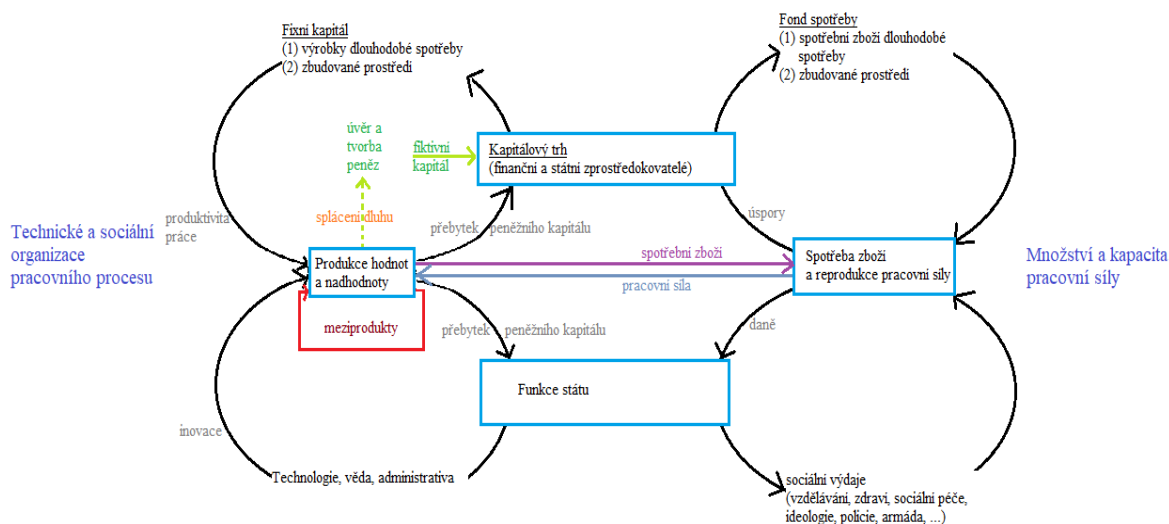 Fixní kapitál
(1) výrobky dlouhodobé spotřeby
(2) zbudované prostředí
Fond spotřeby
(1) spotřební zboží dlouhodobé
spotřeby
(2) zbudované prostředí
úvěr a
tvorba
peněz
fiktivní
kapitál
Kapitálový trh
(finanční a státní zprostředokovatelé)
produktivita
práce
splácení dluhu
přebytek peněžního kapitálu
úspory
Technické a sociální
organizace
pracovního procesu
Produkce hodnot
a nadhodnoty
spotřební zboží
pracovní síla
Spotřeba zboží
a reprodukce pracovní síly
Množství a kapacita
pracovní síly
meziprodukty
přebytek peněžního kapitálu
daně
Funkce státu
inovace
Technologie, věda, administrativa
sociální výdaje
(vzdělávání, zdraví, sociální péče,
ideologie, policie, armáda, ...)